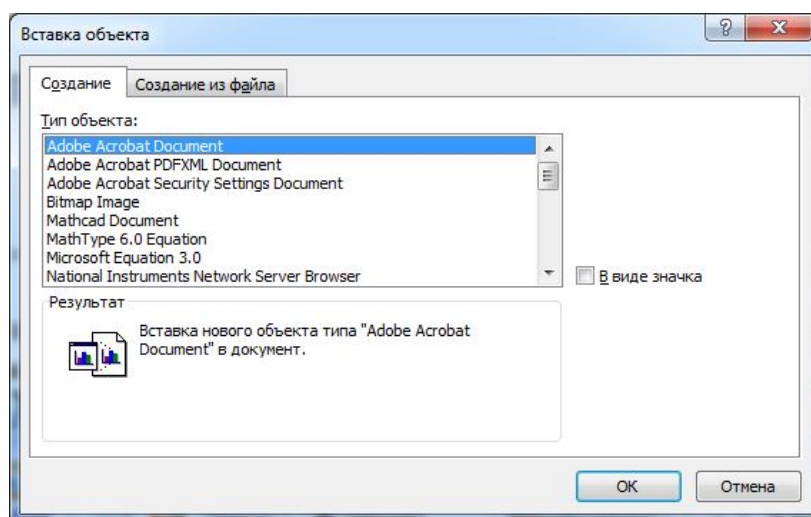 Вставка объекта
Создание
Создание из файла
Тип объекта:
Adobe Acrobat Document
Adobe Acrobat PDFXML Document
Adobe Acrobat Security Settings Document
Bitmap Image
Mathcad Document
MathType 6.0 Equation
Microsoft Equation 3.0
National Instruments Network Server Browser
В виде значка
Результат
Вставка нового объекта типа "Adobe Acrobat
Document" в документ.
ОК
Отмена